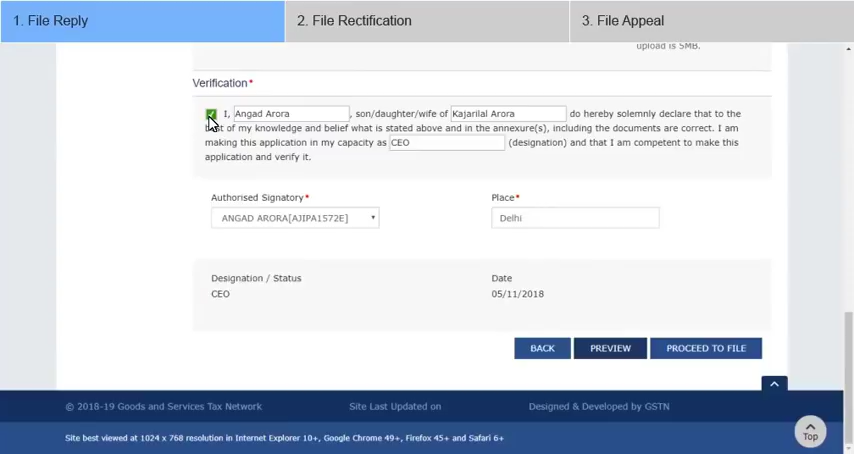 1. File Reply
2. File Rectification
3. File Appeal
upload is 5MB.
Verification*
I, Angad Arora , son/daughter/wife of Kajarilal Arora do hereby solemnly declare that to the
best of my knowledge and belief what is stated above and in the annexure(s), including the documents are correct. I am
making this application in my capacity as CEO (designation) and that I am competent to make this
application and verify it.
Authorised Signatory*
Place*
ANGAD ARORA[AJIPA1572E]
Delhi
Designation / Status
Date
CEO
05/11/2018
BACK
PREVIEW
PROCEED TO FILE
© 2018-19 Goods and Services Tax Network
Site Last Updated on
Designed & Developed by GSTN
Site best viewed at 1024 x 768 resolution in Internet Explorer 10+, Google Chrome 49+, Firefox 45+ and Safari 6+
Top